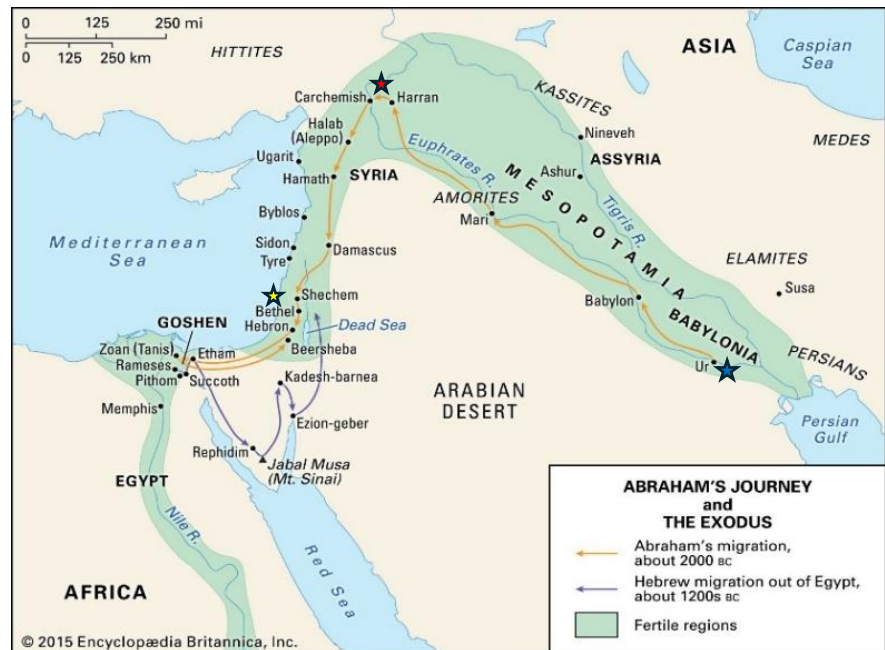 0 125 250 mi
0 125 250 km
HITTITES
ASIA
Caspian
Sea
KASSITES
Carchemish
Harran
Halab
(Aleppo)
Nineveh
MEDES
Ugarit
Euphrates R.
ASSYRIA
Hamath
SYRIA
Ashur
MESOPOTAMIA
AMORITES
Tigris R.
Byblos
Mari
Mediterranean
Sea
Sidon
Damascus
Tyre
ELAMITES
Susa
Shechem
Babylon
Bethel
GOSHEN
Hebron
Dead Sea
BABYLONIA
Zoan (Tanis)
Etham
Beersheba
PERSIANS
Rameses
Ur
Pithom
Succoth
Kadesh-barnea
ARABIAN
DESERT
Memphis
Ezion-geber
Persian
Gulf
Rephidim
Jabal Musa
(Mt. Sinai)
EGYPT
Nile R.
Red Sea
AFRICA
ABRAHAM'S JOURNEY
and
THE EXODUS
Abraham's migration,
about 2000 BC
Hebrew migration out of Egypt,
about 1200s BC
Fertile regions
© 2015 Encyclopædia Britannica, Inc.